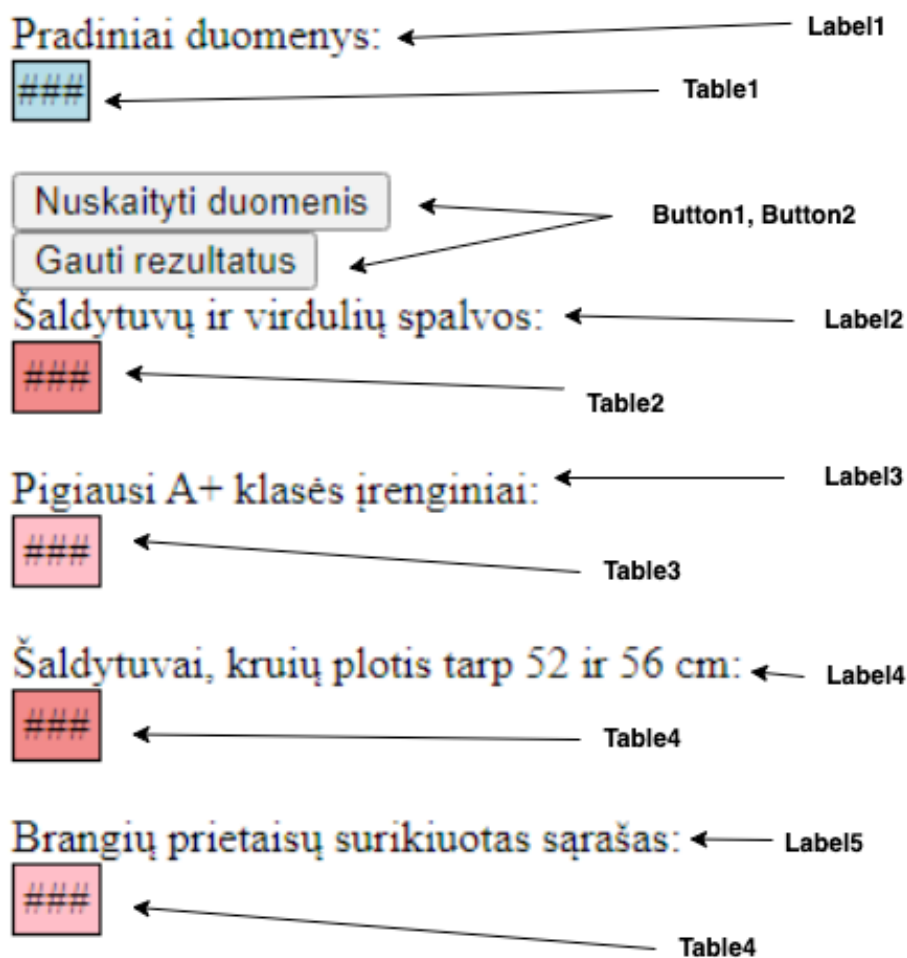 Pradiniai duomenys: Label1
### Table1
Nuskaityti duomenis
Button1, Button2
Gauti rezultatus
Šaldytuvų ir virdulių spalvos: Label2
### Table2
Pigiausi A+ klasės įrenginiai: Label3
### Table3
Šaldytuvai, kruių plotis tarp 52 ir 56 cm: Label4
### Table4
Brangių prietaisų surikiuotas sąrašas: Label5
### Table4